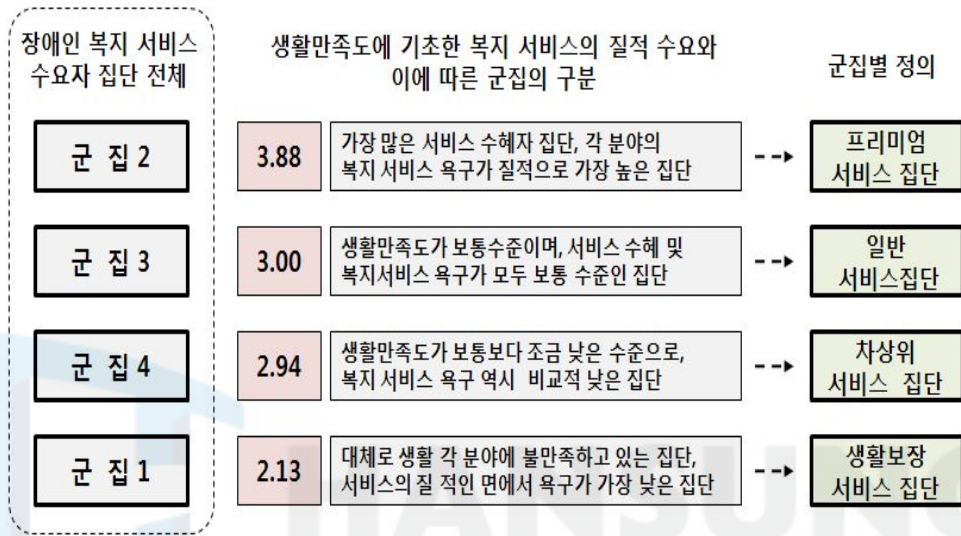 장애인 복지 서비스
수요자 집단 전체
생활만족도에 기초한 복지 서비스의 질적 수요와
이에 따른 군집의 구분
군집별 정의
군 집 2
3.88
가장 많은 서비스 수혜자 집단, 각 분야의
복지 서비스 욕구가 질적으로 가장 높은 집단
프리미엄
서비스 집단
군 집 3
3.00
생활만족도가 보통수준이며, 서비스 수혜 및
복지서비스 욕구가 모두 보통 수준인 집단
일반
서비스집단
군 집 4
2.94
생활만족도가 보통보다 조금 낮은 수준으로,
복지 서비스 욕구 역시 비교적 낮은 집단
차상위
서비스 집단
군 집 1
2.13
대체로 생활 각 분야에 불만족하고 있는 집단,
서비스의 질 적인 면에서 욕구가 가장 낮은 집단
생활보장
서비스 집단
HANSUNG